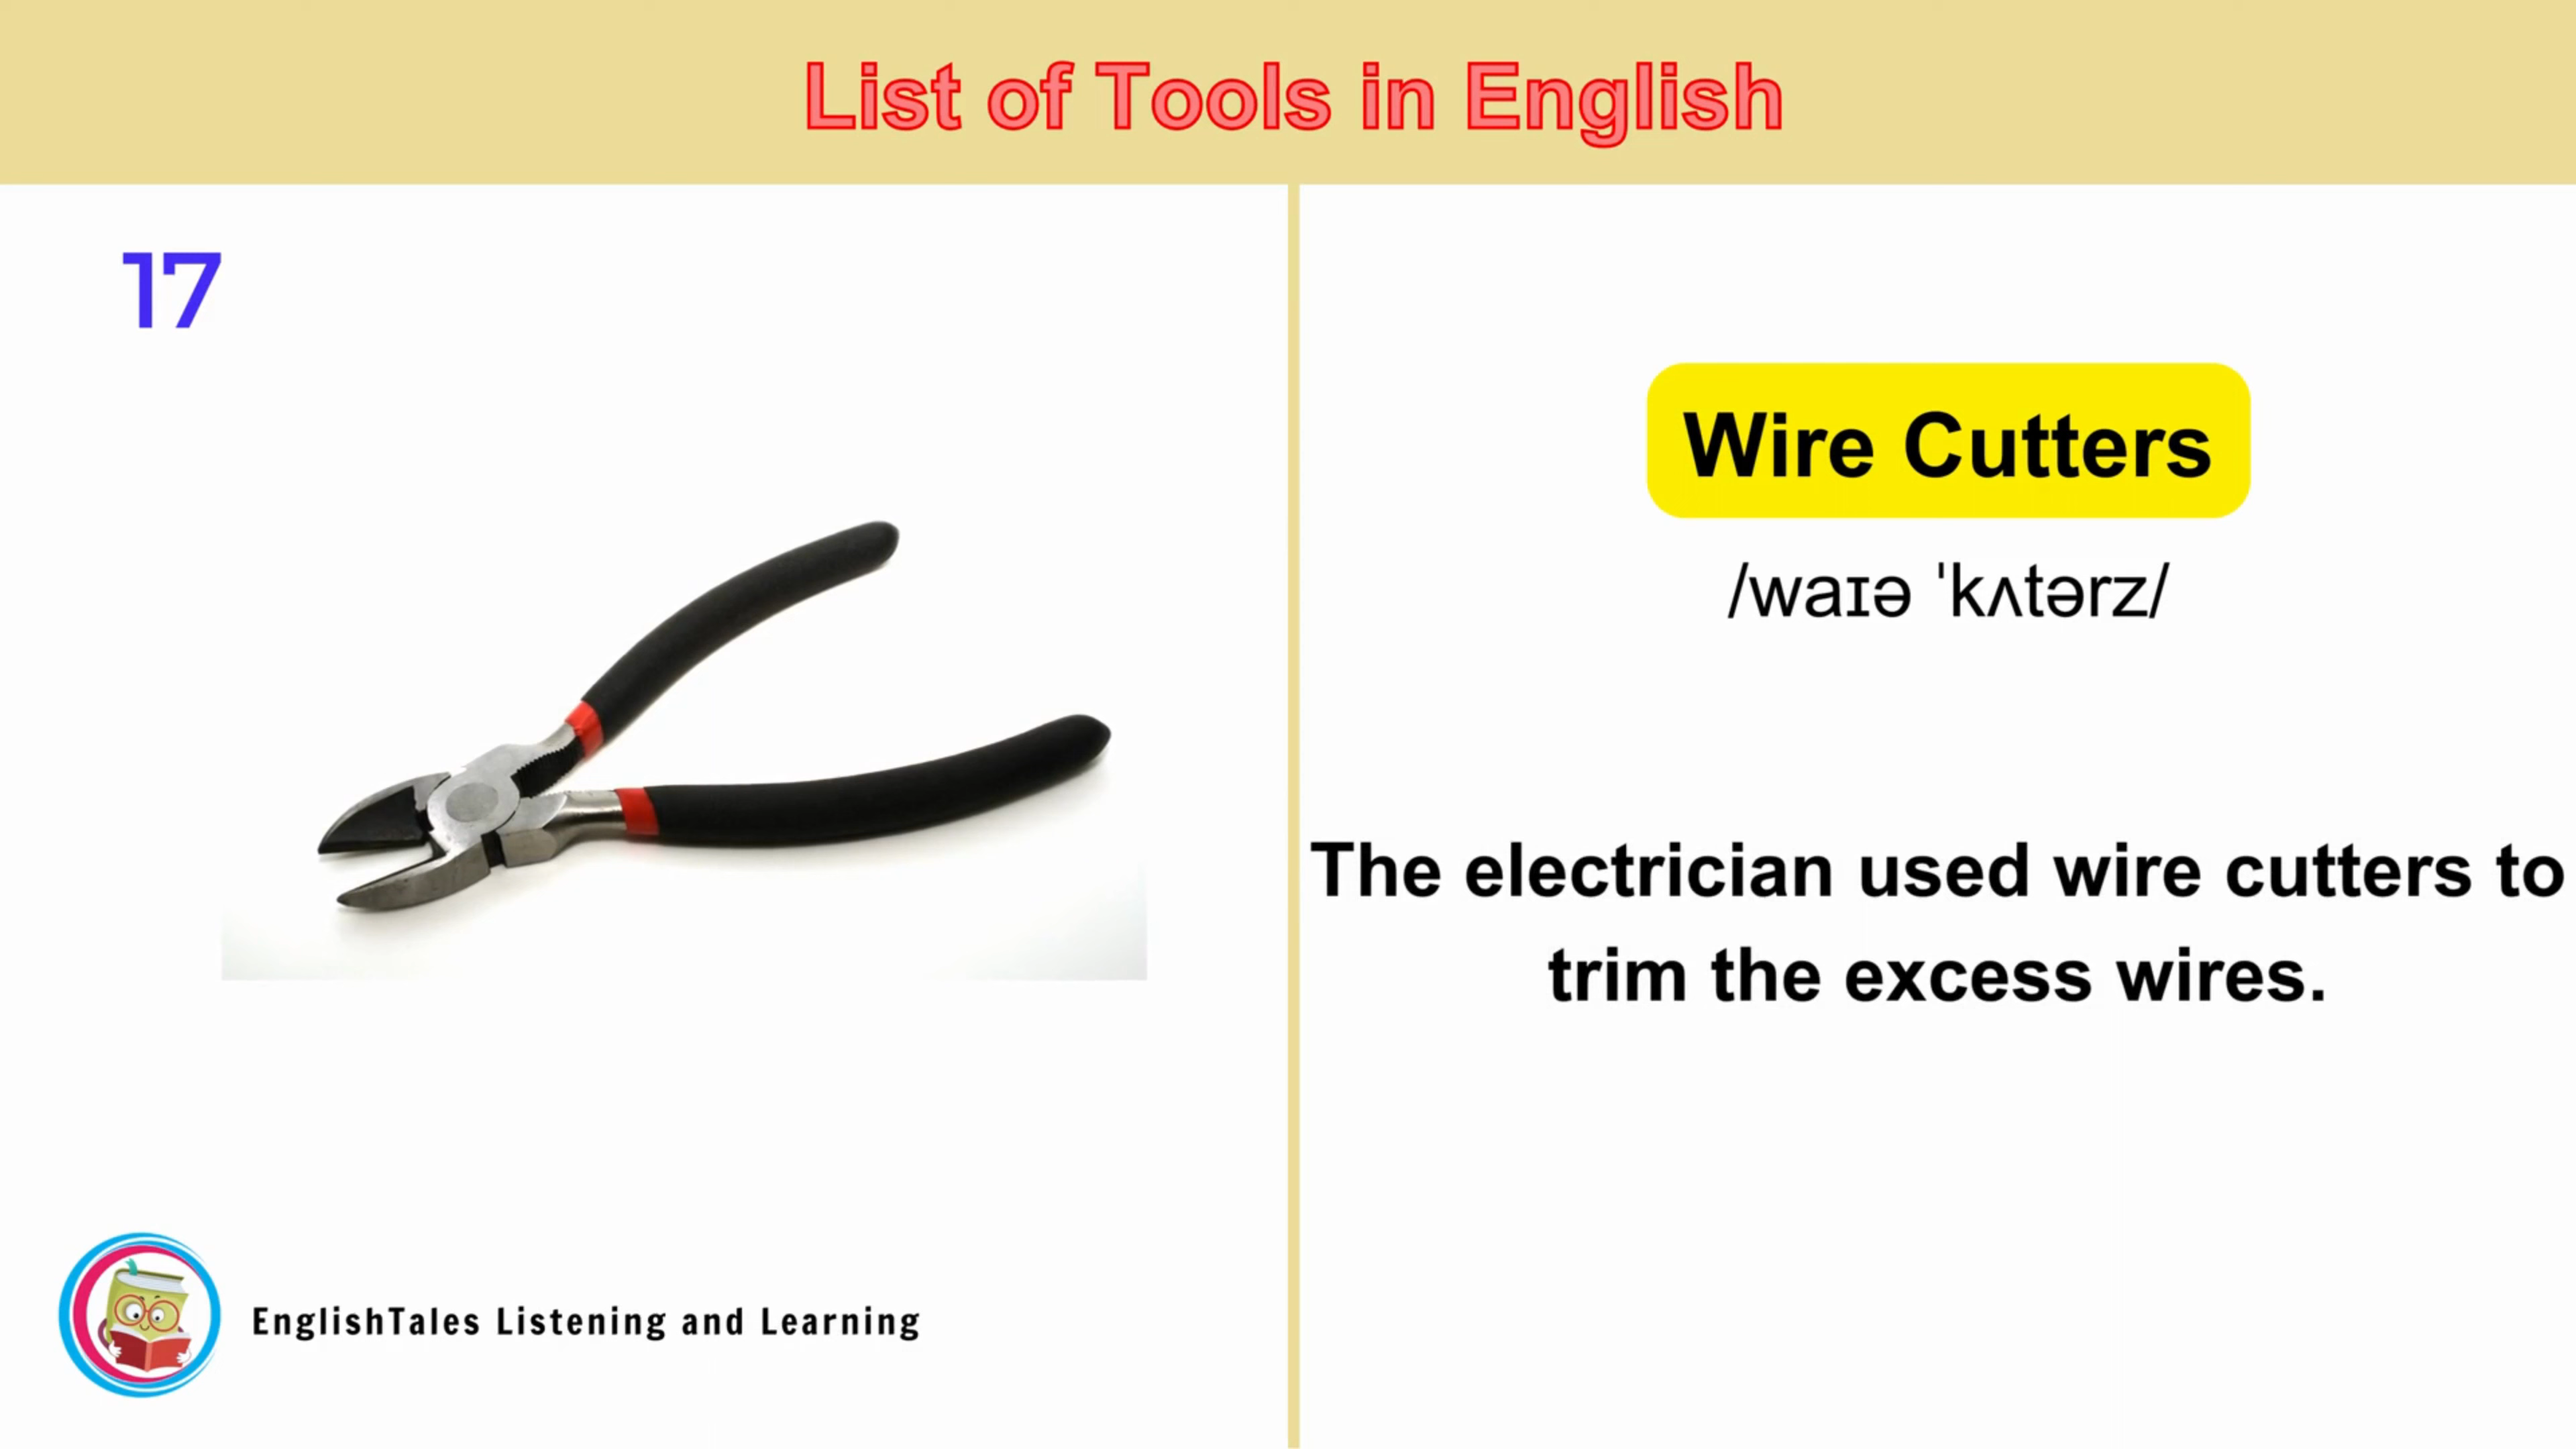 List of Tools in English
17
Wire Cutters
/waɪə ˈkʌtərz/
The electrician used wire cutters to
trim the excess wires.
EnglishTales Listening and Learning